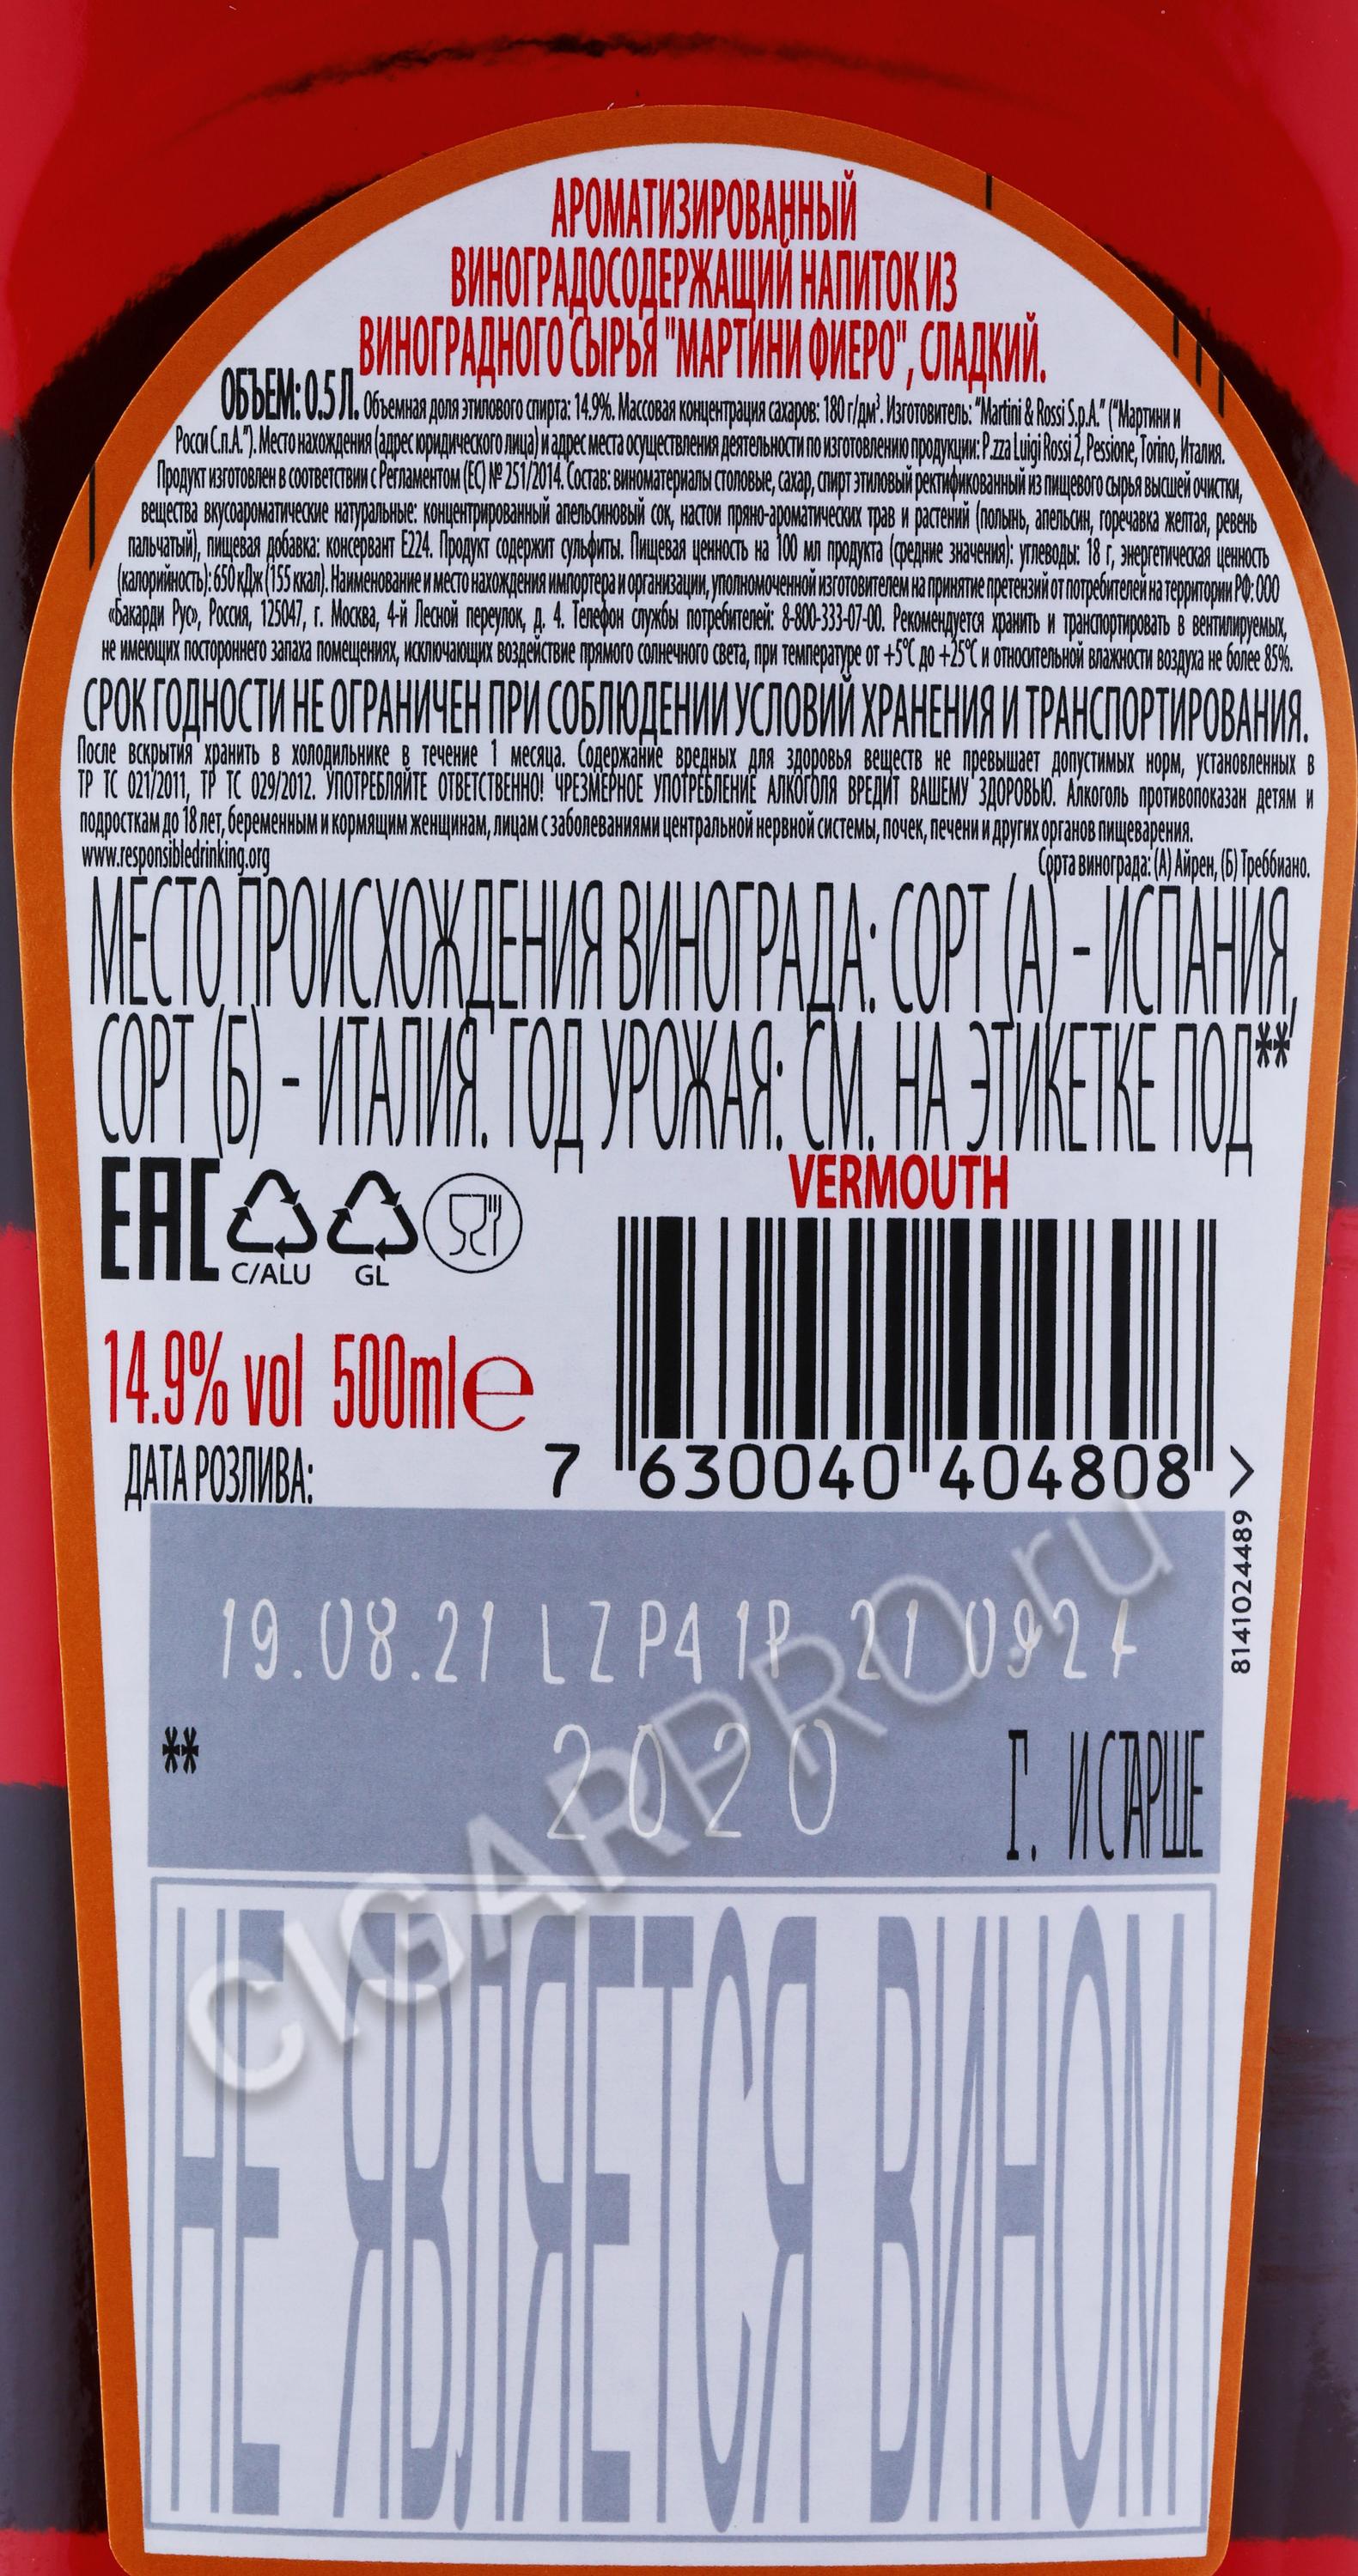 АРОМАТИЗИРОВАННЫЙ
ВИНОГРАДОСОДЕРЖАЩИЙ НАПИТОК ИЗ
ВИНОГРАДНОГО СЫРЬЯ "МАРТИНИ ФИЕРО", СЛАДКИЙ.
ОБЪЕМ: 0.5 Л. Объемная доля этилового спирта: 14.9%. Массовая концентрация сахаров: 180 г/дм³. Изготовитель: "Martini & Rossi S.p.A." ("Мартини и
Росси С.п.А."). Место нахождения (адрес юридического лица) и адрес места осуществления деятельности по изготовлению продукции: P.zza Luigi Rossi 2, Pessione, Torino, Италия.
Продукт изготовлен в соответствии с Регламентом (ЕС) № 251/2014. Состав: виноматериалы столовые, сахар, спирт этиловый ректификованный из пищевого сырья высшей очистки,
вещества вкусоароматические натуральные: концентрированный апельсиновый сок, настои пряно-ароматических трав и растений (полынь, апельсин, горечавка желтая, ревень
пальчатый), пищевая добавка: консервант Е224. Продукт содержит сульфиты. Пищевая ценность на 100 мл продукта (средние значения): углеводы: 18 г, энергетическая ценность
(калорийность): 650 кДж (155 ккал). Наименование и место нахождения импортера и организации, уполномоченной изготовителем на принятие претензий от потребителей на территории РФ: ООО
«Бакарди Рус», Россия, 125047, г. Москва, 4-й Лесной переулок, д. 4. Телефон службы потребителей: 8-800-333-07-00. Рекомендуется хранить и транспортировать в вентилируемых,
не имеющих постороннего запаха помещениях, исключающих воздействие прямого солнечного света, при температуре от +5°С до +25°С и относительной влажности воздуха не более 85%.
СРОК ГОДНОСТИ НЕ ОГРАНИЧЕН ПРИ СОБЛЮДЕНИИ УСЛОВИЙ ХРАНЕНИЯ И ТРАНСПОРТИРОВАНИЯ.
После вскрытия хранить в холодильнике в течение 1 месяца. Содержание вредных для здоровья веществ не превышает допустимых норм, установленных в
ТР ТС 021/2011, ТР ТС 029/2012. УПОТРЕБЛЯЙТЕ ОТВЕТСТВЕННО! ЧРЕЗМЕРНОЕ УПОТРЕБЛЕНИЕ АЛКОГОЛЯ ВРЕДИТ ВАШЕМУ ЗДОРОВЬЮ. Алкоголь противопоказан детям и
подросткам до 18 лет, беременным и кормящим женщинам, лицам с заболеваниями центральной нервной системы, почек, печени и других органов пищеварения.
www.responsibledrinking.org Сорта винограда: (А) Айрен, (Б) Треббиано.
МЕСТО ПРОИСХОЖДЕНИЯ ВИНОГРАДА: СОРТ (А) – ИСПАНИЯ,
СОРТ (Б) – ИТАЛИЯ. ГОД УРОЖАЯ: СМ. НА ЭТИКЕТКЕ ПОД**
VERMOUTH
EAC
C/ALU GL
14.9% vol 500ml e
7 630040 404808 >
ДАТА РОЗЛИВА:
8141024489
19.08.21 LZP41P 21 0921
** 2020 Г. И СТАРШЕ
НЕ ЯВЛЯЕТСЯ ВИНОМ
CIGARPRO.ru